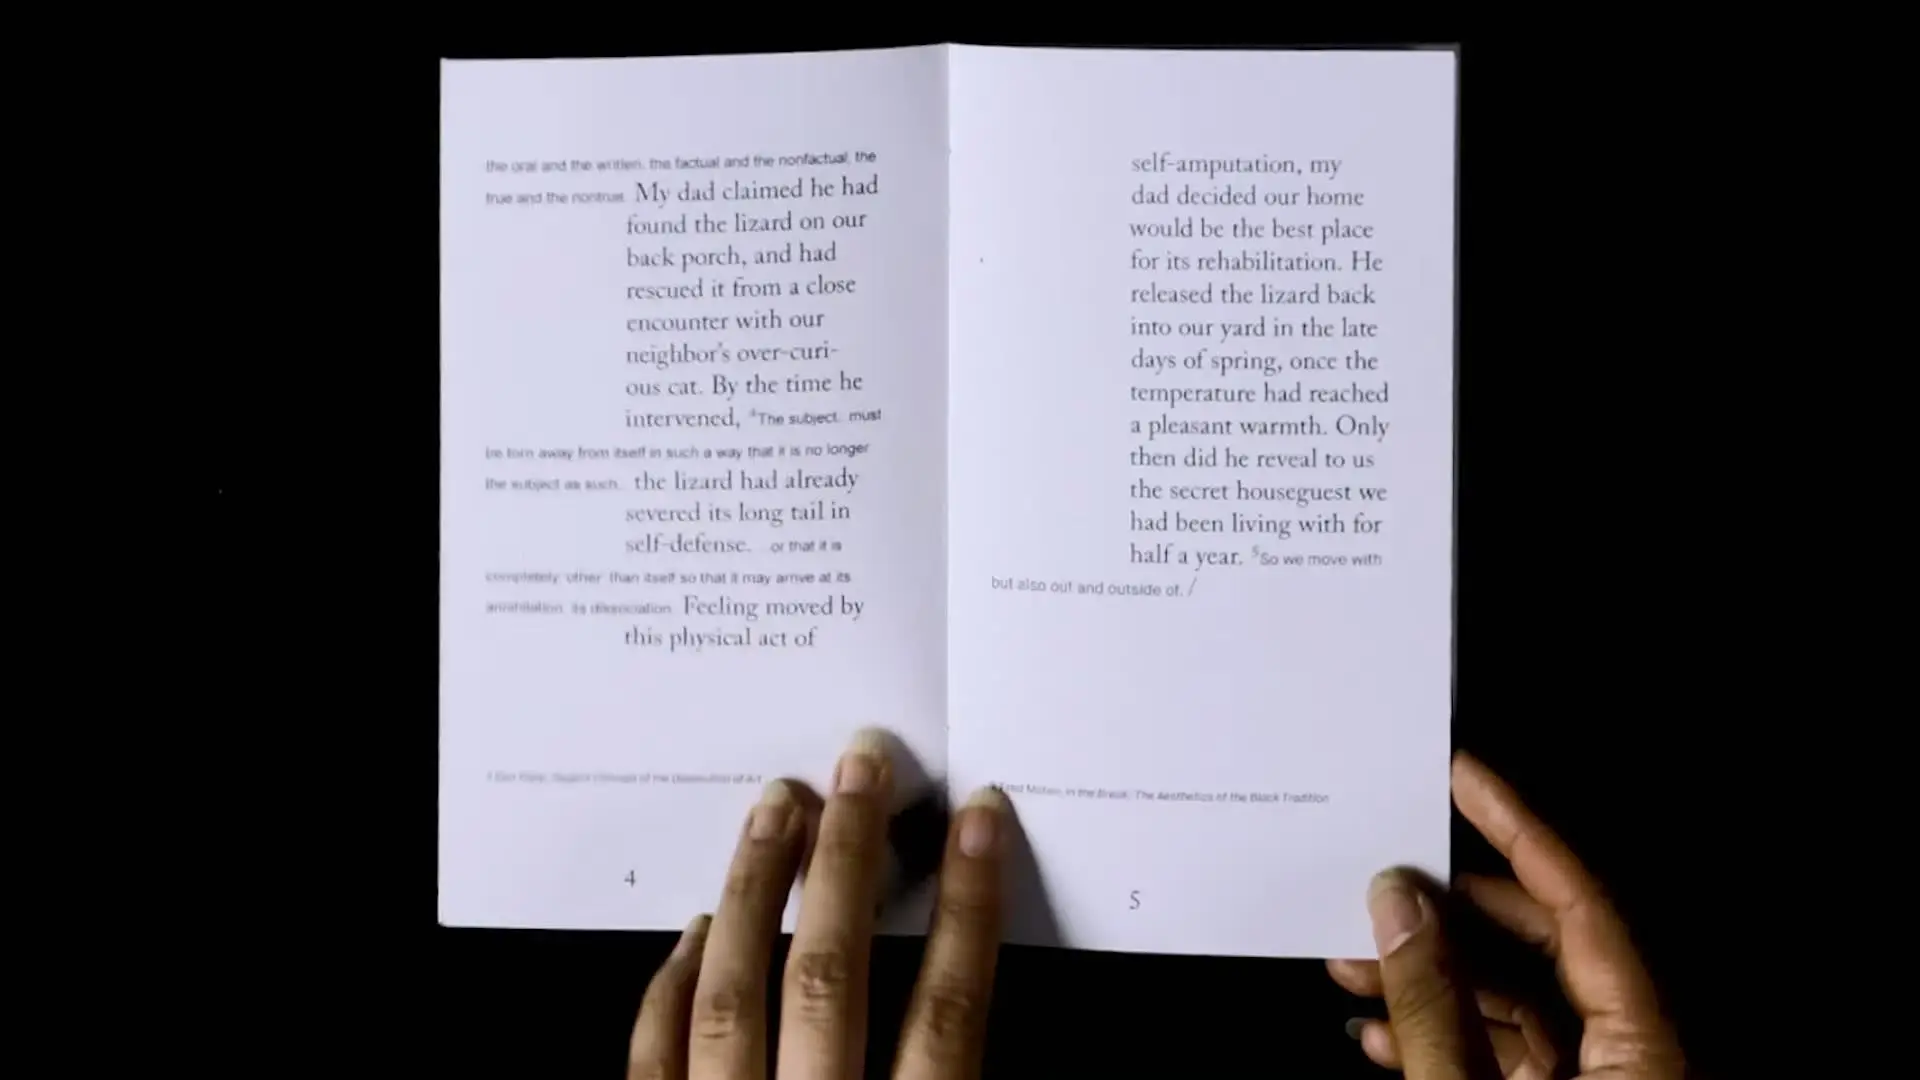 the oral and the written, the factual and the nonfactual, the
true and the nontrue. My dad claimed he had
found the lizard on our
back porch, and had
rescued it from a close
encounter with our
neighbor's over-curi-
ous cat. By the time he
intervened, ⁴The subject must
be torn away from itself in such a way that it is no longer
the subject as such, the lizard had already
severed its long tail in
self-defense. or that it is
completely 'other' than itself so that it may arrive at its
annihilation, its dissociation. Feeling moved by
this physical act of
of the Dissolution of Art
4
self-amputation, my
dad decided our home
would be the best place
for its rehabilitation. He
released the lizard back
into our yard in the late
days of spring, once the
temperature had reached
a pleasant warmth. Only
then did he reveal to us
the secret houseguest we
had been living with for
half a year. ⁵So we move with
but also out and outside of. /
Fred Moten, In the Break: The Aesthetics of the Black Tradition
5